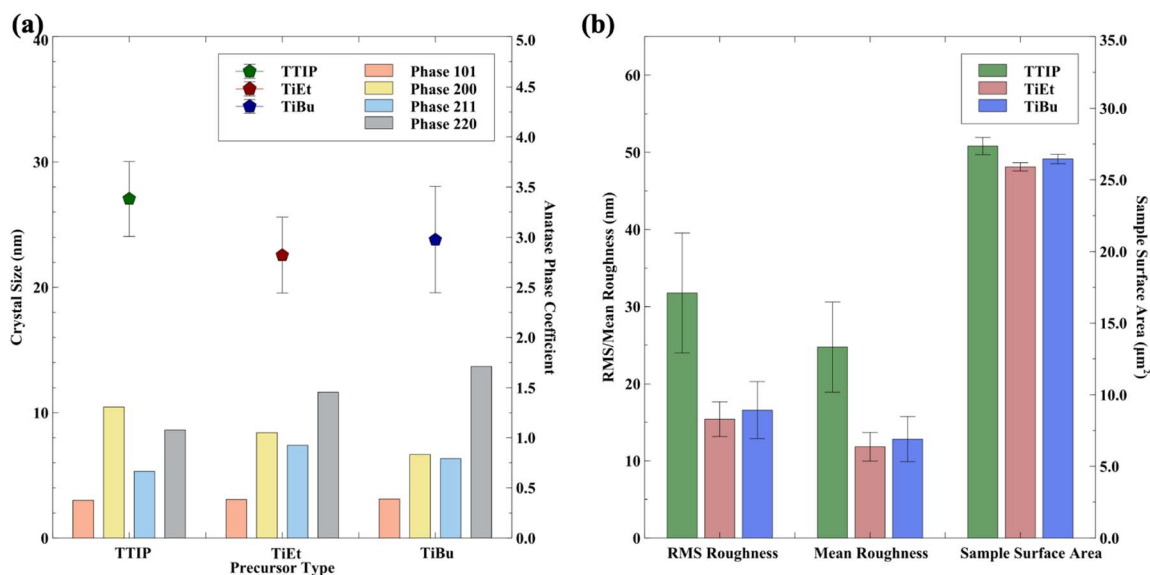 (a)
Crystal Size (nm)
40
30
20
10
0
TTIP
TiEt
TiBu
Phase 101
Phase 200
Phase 211
Phase 220
5.0
4.5
4.0
3.5
3.0
2.5
2.0
1.5
1.0
0.5
0.0
Anatase Phase Coefficient
TTIP
TiEt
TiBu
Precursor Type
(b)
RMS/Mean Roughness (nm)
60
50
40
30
20
10
0
TTIP
TiEt
TiBu
35.0
30.0
25.0
20.0
15.0
10.0
5.0
0.0
Sample Surface Area (μm²)
RMS Roughness
Mean Roughness
Sample Surface Area